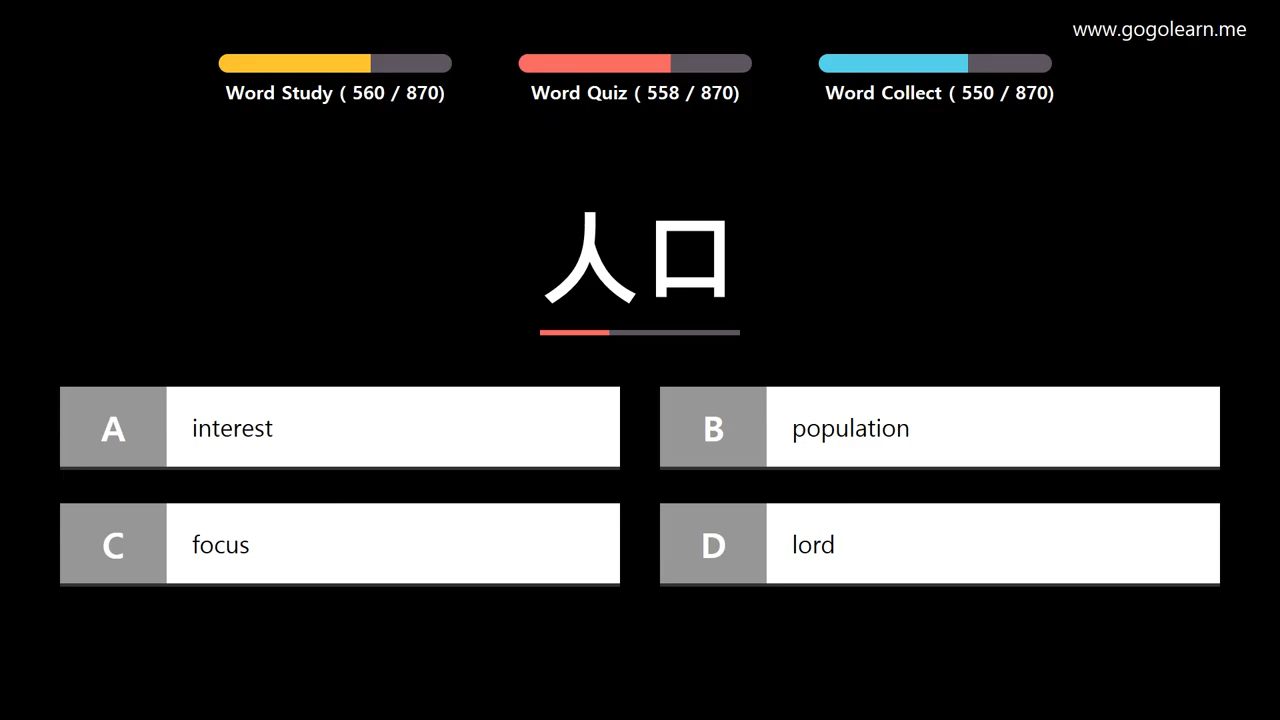 www.gogolearn.me
Word Study ( 560 / 870)
Word Quiz ( 558 / 870)
Word Collect ( 550 / 870)
人口
A interest
B population
C focus
D lord